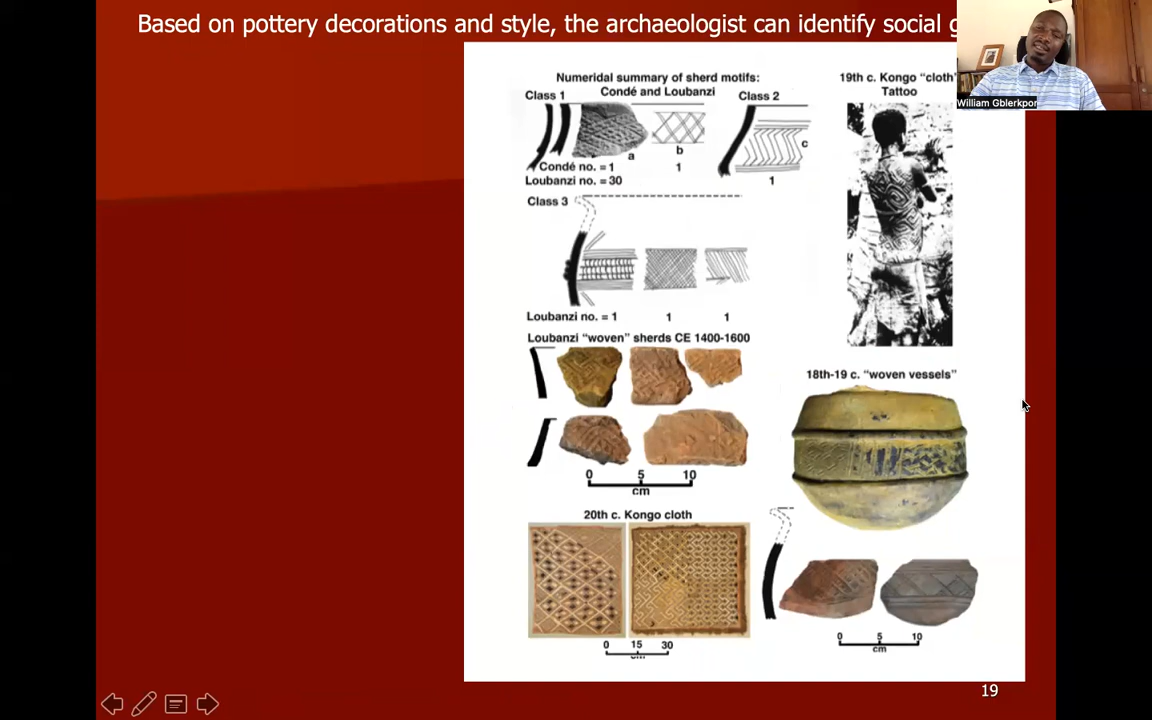 Based on pottery decorations and style, the archaeologist can identify social
William Gblerkpor
Numeridal summary of sherd motifs:
Condé and Loubanzi
Class 1
Class 2
a
b
c
Condé no. = 1
1
Loubanzi no. = 30
1
Class 3
Loubanzi no. = 1
1
1
Loubanzi “woven” sherds CE 1400-1600
0
5
10
cm
20th c. Kongo cloth
0
15
30
19th c. Kongo “cloth”
Tattoo
18th-19 c. “woven vessels”
0
5
10
cm
19